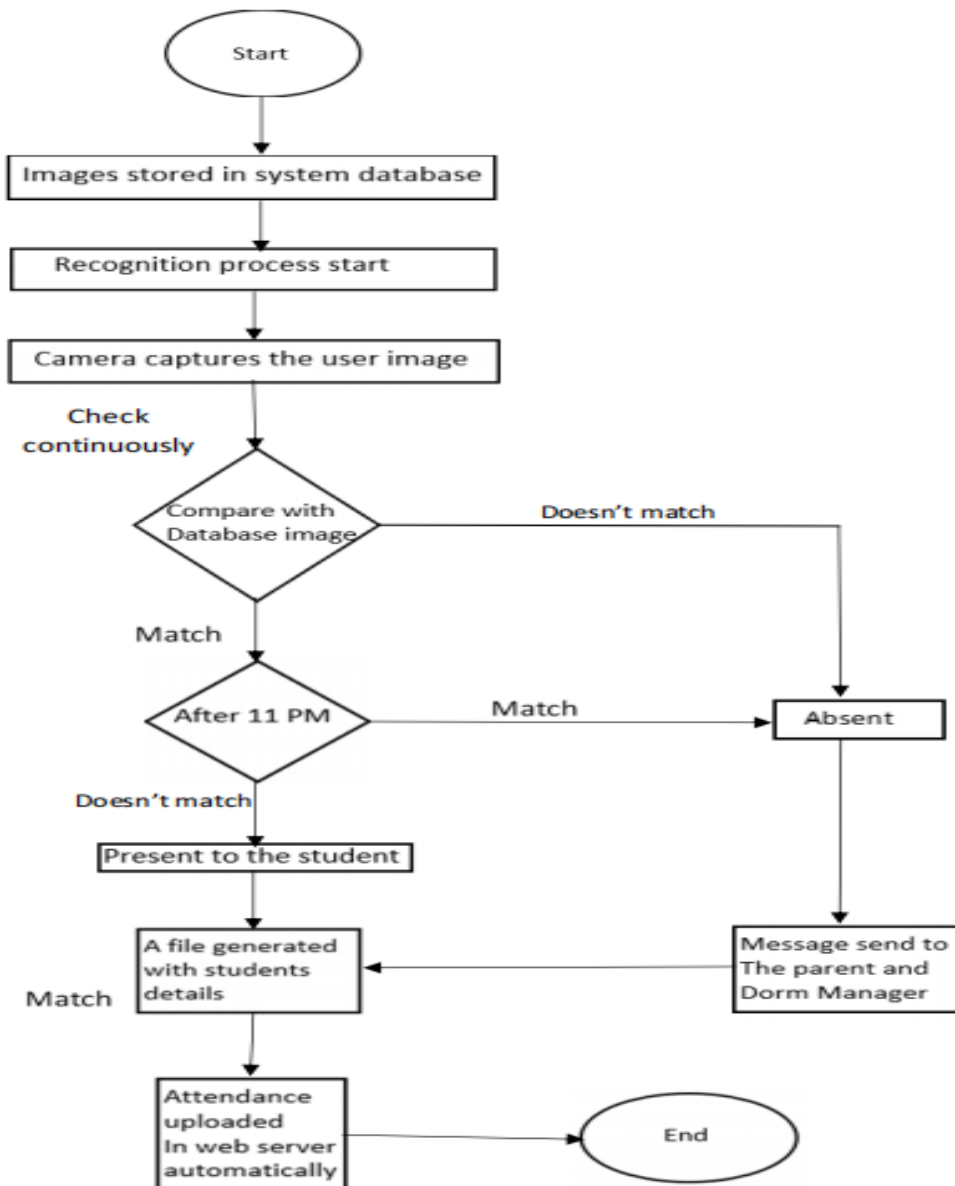 Start
Images stored in system database
Recognition process start
Camera captures the user image
Check
continuously
Compare with
Database image
Doesn't match
Match
After 11 PM
Match
Absent
Doesn't match
Present to the student
A file generated
with students
details
Message send to
The parent and
Dorm Manager
Match
Attendance
uploaded
In web server
automatically
End